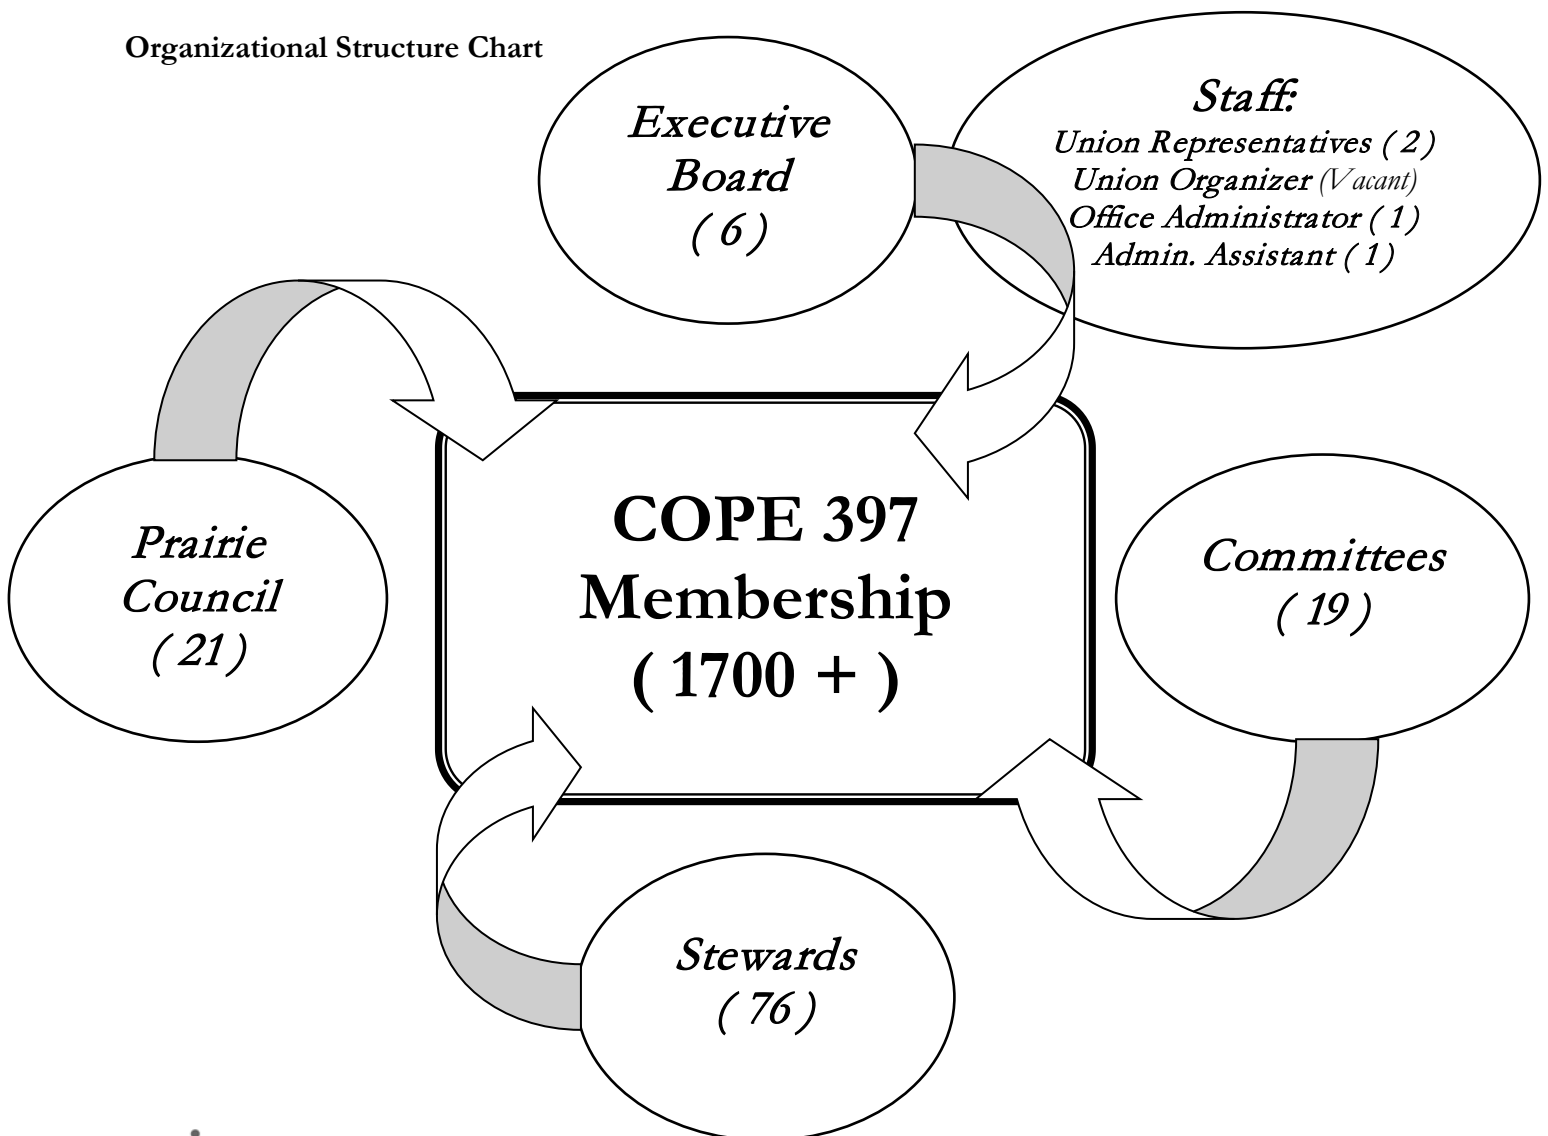 Organizational Structure Chart
Executive
Board
( 6 )
Staff:
Union Representatives ( 2 )
Union Organizer (Vacant)
Office Administrator ( 1 )
Admin. Assistant ( 1 )
Prairie
Council
( 21 )
COPE 397
Membership
( 1700 + )
Committees
( 19 )
Stewards
( 76 )